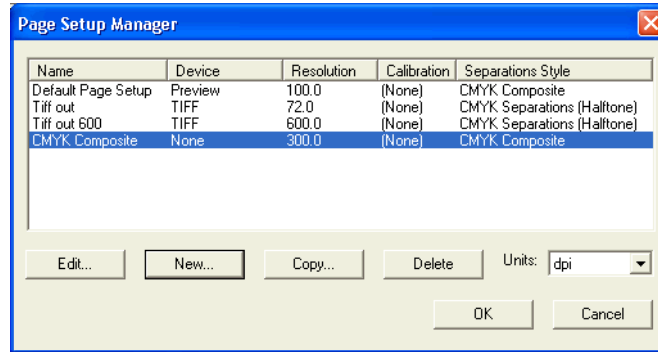 Page Setup Manager
Name Device Resolution Calibration Separations Style
Default Page Setup Preview 100.0 (None) CMYK Composite
Tiff out TIFF 72.0 (None) CMYK Separations (Halftone)
Tiff out 600 TIFF 600.0 (None) CMYK Separations (Halftone)
CMYK Composite None 300.0 (None) CMYK Composite
Edit... New... Copy... Delete Units: dpi
OK Cancel